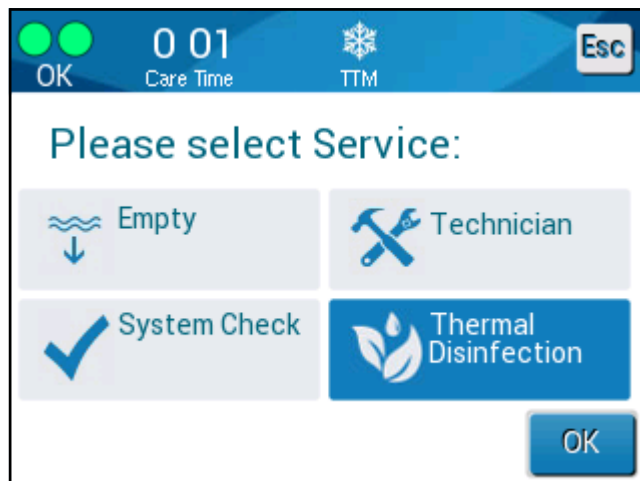 OK
0 01
Care Time
TTM
Esc
Please select Service:
Empty
Technician
System Check
Thermal
Disinfection
OK